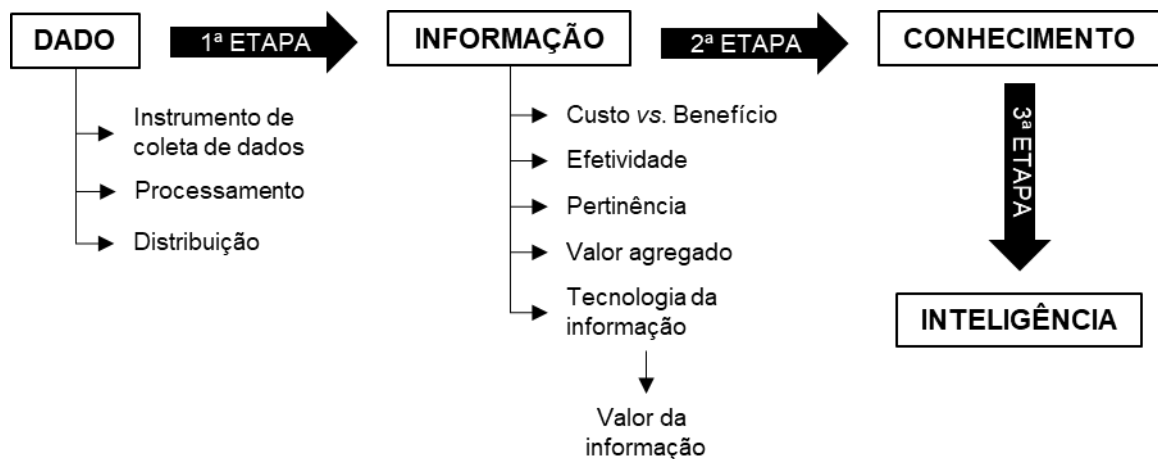 DADO
1ª ETAPA
INFORMAÇÃO
2ª ETAPA
CONHECIMENTO
Instrumento de
coleta de dados
Processamento
Distribuição
Custo vs. Benefício
Efetividade
Pertinência
Valor agregado
Tecnologia da
informação
Valor da
informação
3ª ETAPA
INTELIGÊNCIA